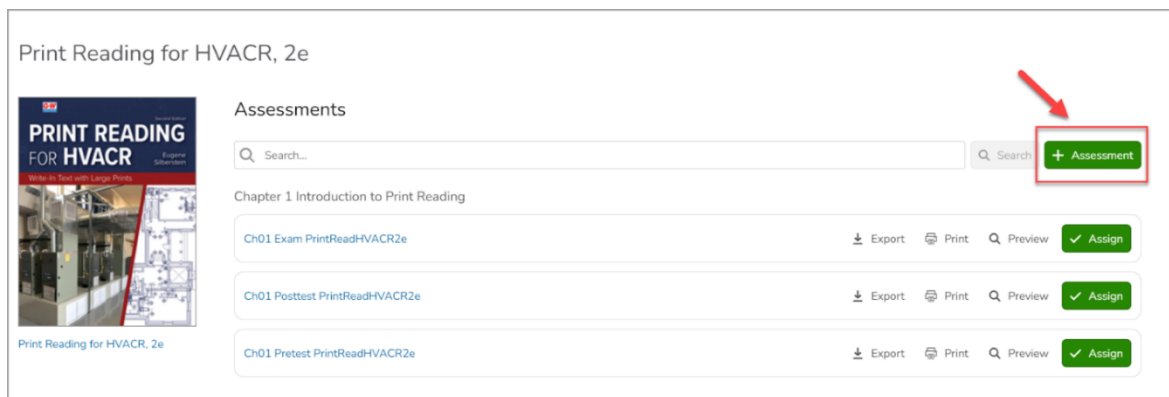 Print Reading for HVACR, 2e
G-W
Second Edition
PRINT READING
FOR HVACR
Eugene
Silberstein
Write-In Text with Large Prints
Print Reading for HVACR, 2e
Assessments
Search...
Search
+ Assessment
Chapter 1 Introduction to Print Reading
Ch01 Exam PrintReadHVACR2e
Export Print Preview Assign
Ch01 Posttest PrintReadHVACR2e
Export Print Preview Assign
Ch01 Pretest PrintReadHVACR2e
Export Print Preview Assign